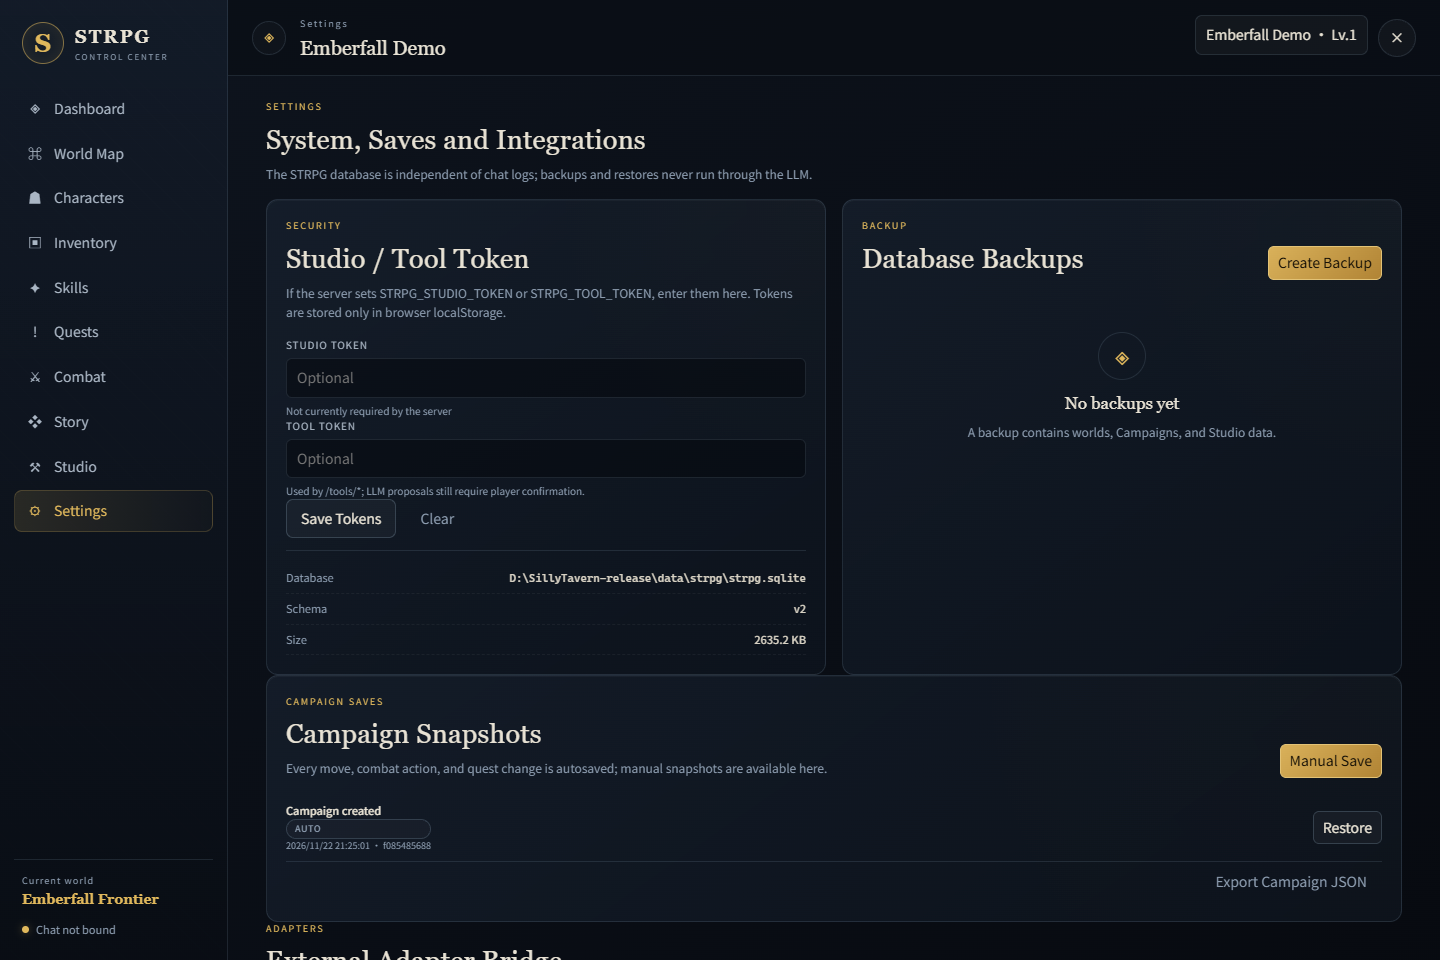 S
STRPG
CONTROL CENTER
Dashboard
World Map
Characters
Inventory
Skills
Quests
Combat
Story
Studio
Settings
Current world
Emberfall Frontier
Chat not bound
Settings
Emberfall Demo
Emberfall Demo • Lv.1
SETTINGS
System, Saves and Integrations
The STRPG database is independent of chat logs; backups and restores never run through the LLM.
SECURITY
Studio / Tool Token
If the server sets STRPG_STUDIO_TOKEN or STRPG_TOOL_TOKEN, enter them here. Tokens
are stored only in browser localStorage.
STUDIO TOKEN
Optional
Not currently required by the server
TOOL TOKEN
Optional
Used by /tools/*; LLM proposals still require player confirmation.
Save Tokens
Clear
Database D:\SillyTavern-release\data\strpg\strpg.sqlite
Schema v2
Size 2635.2 KB
BACKUP
Database Backups
Create Backup
No backups yet
A backup contains worlds, Campaigns, and Studio data.
CAMPAIGN SAVES
Campaign Snapshots
Every move, combat action, and quest change is autosaved; manual snapshots are available here.
Manual Save
Campaign created
AUTO
2026/11/22 21:25:01 • f085485688
Restore
Export Campaign JSON
ADAPTERS
External Adapter Bridge